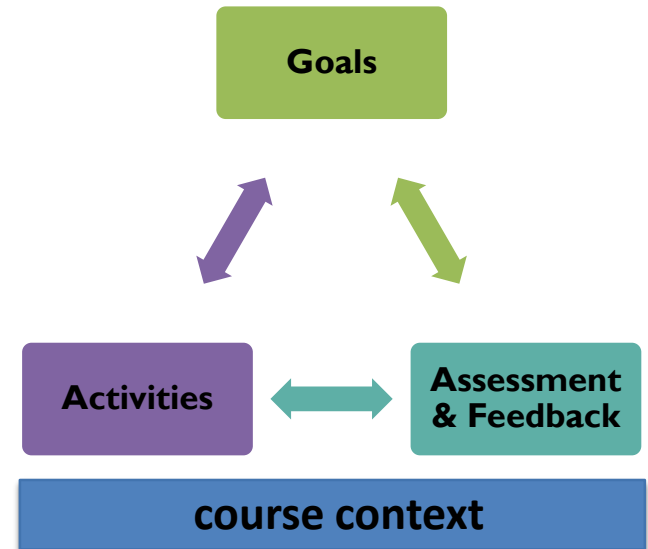 Goals
Activities
Assessment
& Feedback
course context